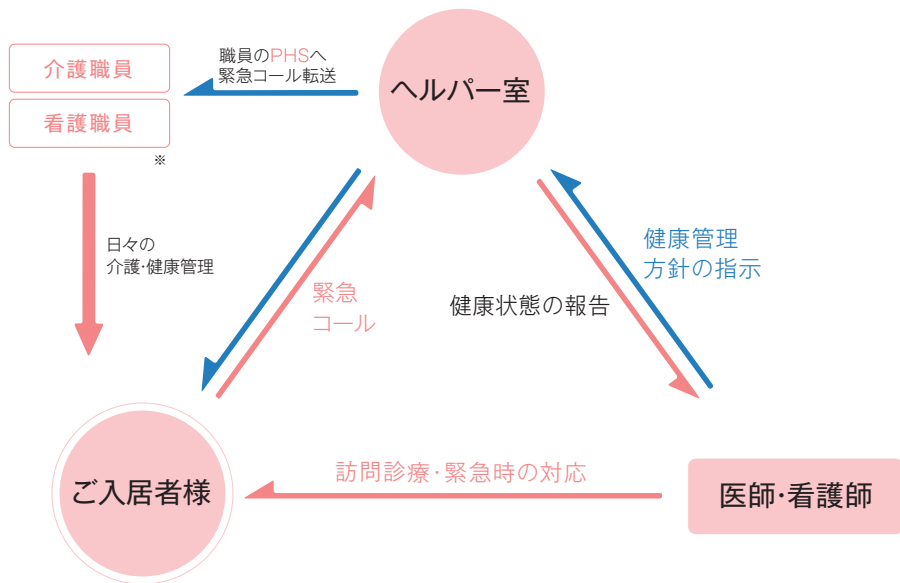 介護職員
看護職員
※
職員のPHSへ
緊急コール転送
ヘルパー室
日々の
介護・健康管理
緊急
コール
健康状態の報告
健康管理
方針の指示
ご入居者様
訪問診療・緊急時の対応
医師・看護師